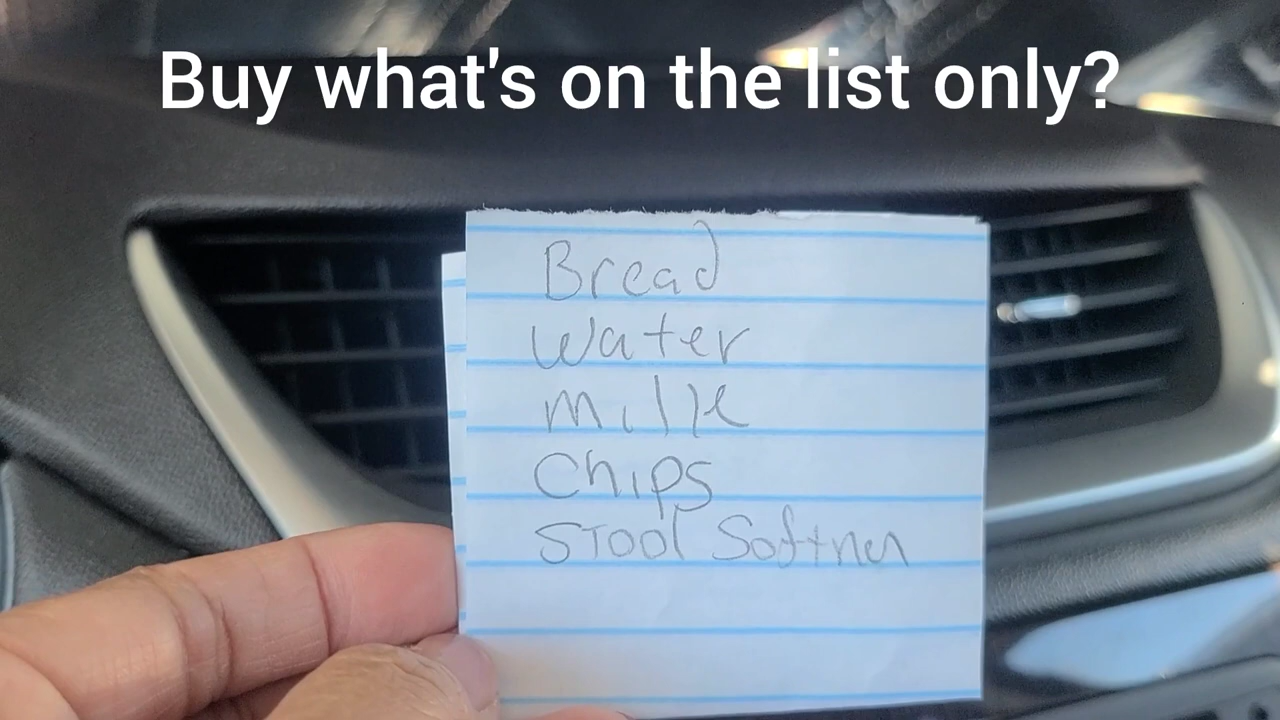 Buy what's on the list only?
Bread
Water
Milk
Chips
STool Softner